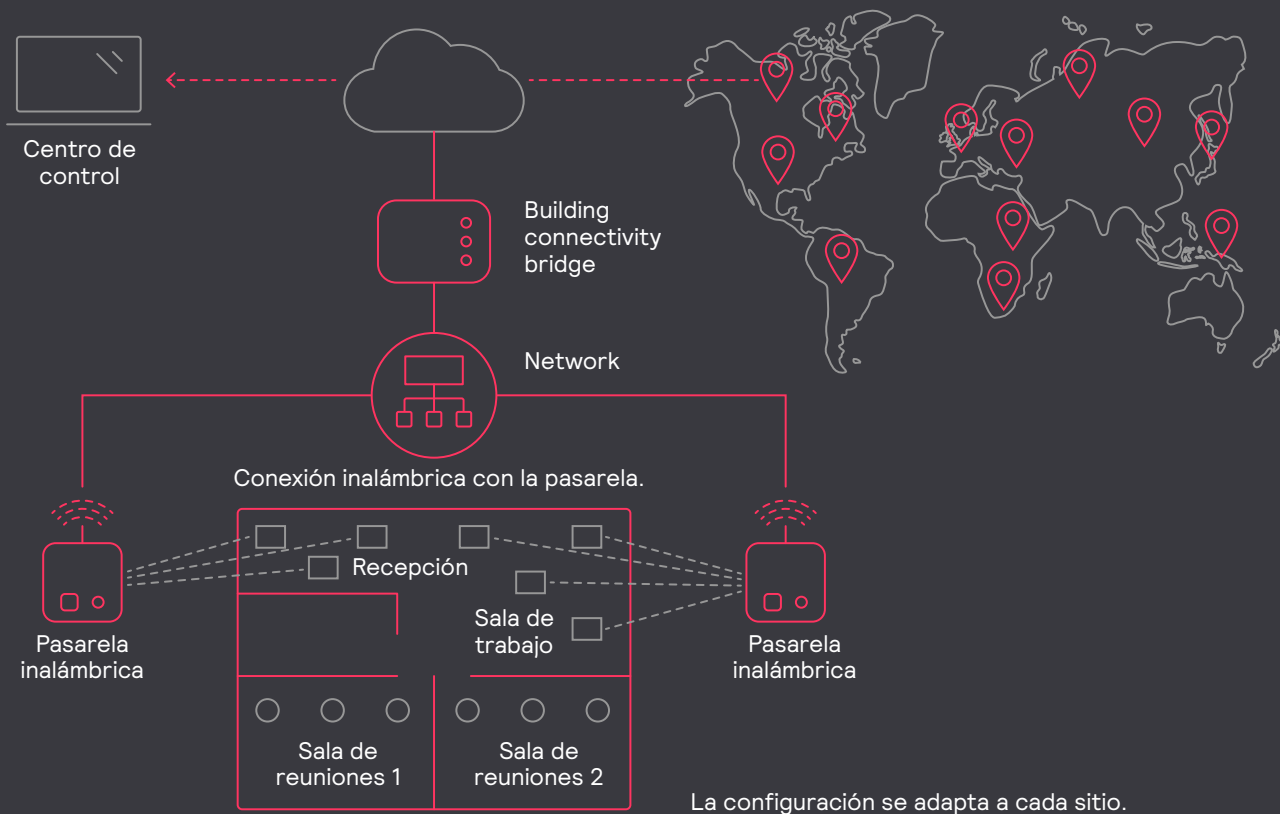 Centro de
control
Building
connectivity
bridge
Network
Conexión inalámbrica con la pasarela.
Recepción
Sala de
trabajo
Pasarela
inalámbrica
Pasarela
inalámbrica
Sala de
reuniones 1
Sala de
reuniones 2
La configuración se adapta a cada sitio.